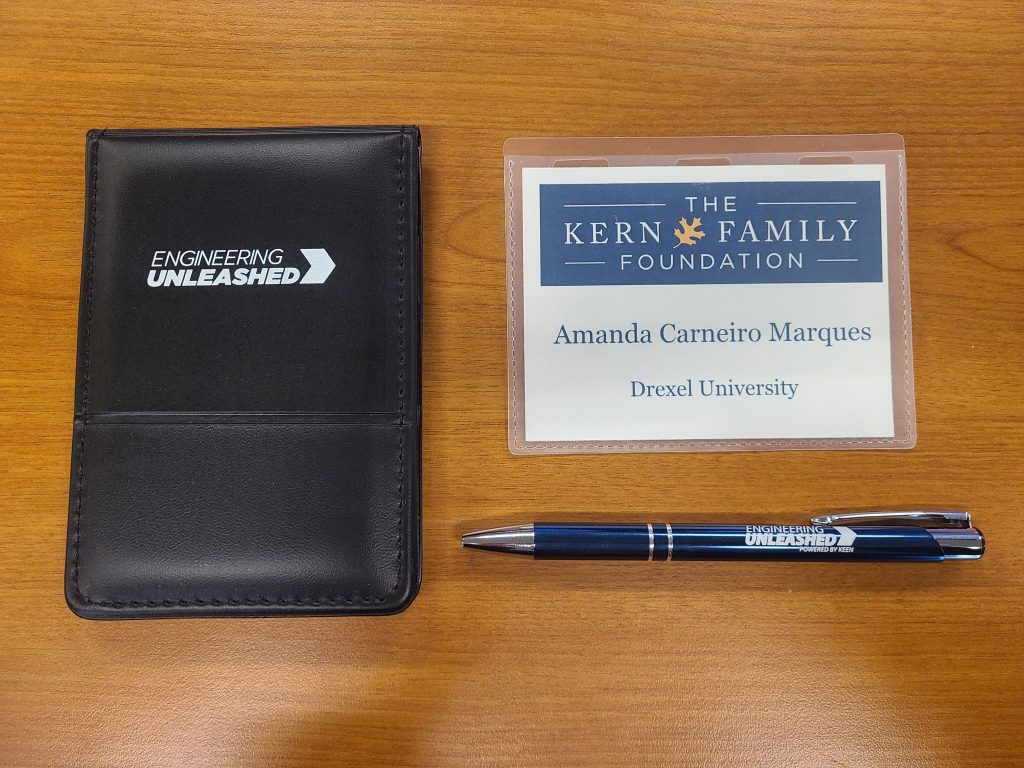 ENGINEERING
UNLEASHED
THE
KERN FAMILY
FOUNDATION
Amanda Carneiro Marques
Drexel University
ENGINEERING
UNLEASHED
POWERED BY KEEN